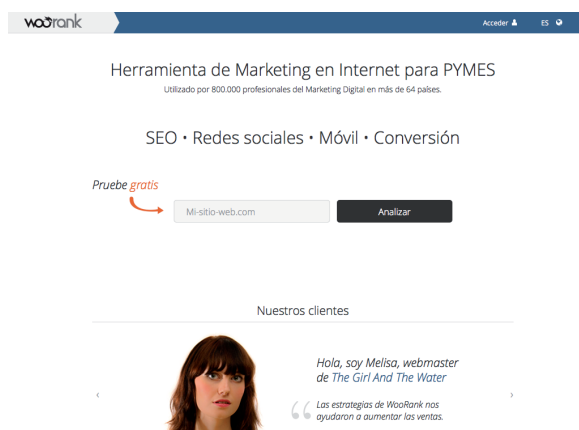 woorank
Acceder
ES
Herramienta de Marketing en Internet para PYMES
Utilizado por 800.000 profesionales del Marketing Digital en más de 64 países.
SEO • Redes sociales • Móvil • Conversión
Pruebe gratis
Mi-sitio-web.com
Analizar
Nuestros clientes
Hola, soy Melisa, webmaster
de The Girl And The Water
“ Las estrategias de WooRank nos
ayudaron a aumentar las ventas.